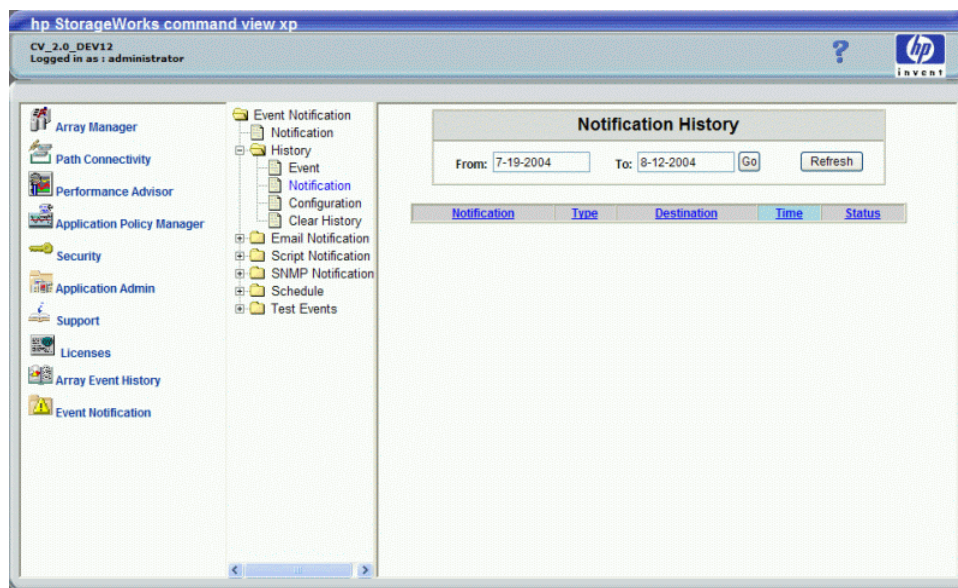 hp StorageWorks command view xp
CV_2.0_DEV12
Logged in as : administrator
?
hp
invent
Array Manager
Path Connectivity
Performance Advisor
Application Policy Manager
Security
Application Admin
Support
Licenses
Array Event History
Event Notification
Event Notification
Notification
History
Event
Notification
Configuration
Clear History
Email Notification
Script Notification
SNMP Notification
Schedule
Test Events
Notification History
From: 7-19-2004 To: 8-12-2004 Go Refresh
Notification Type Destination Time Status